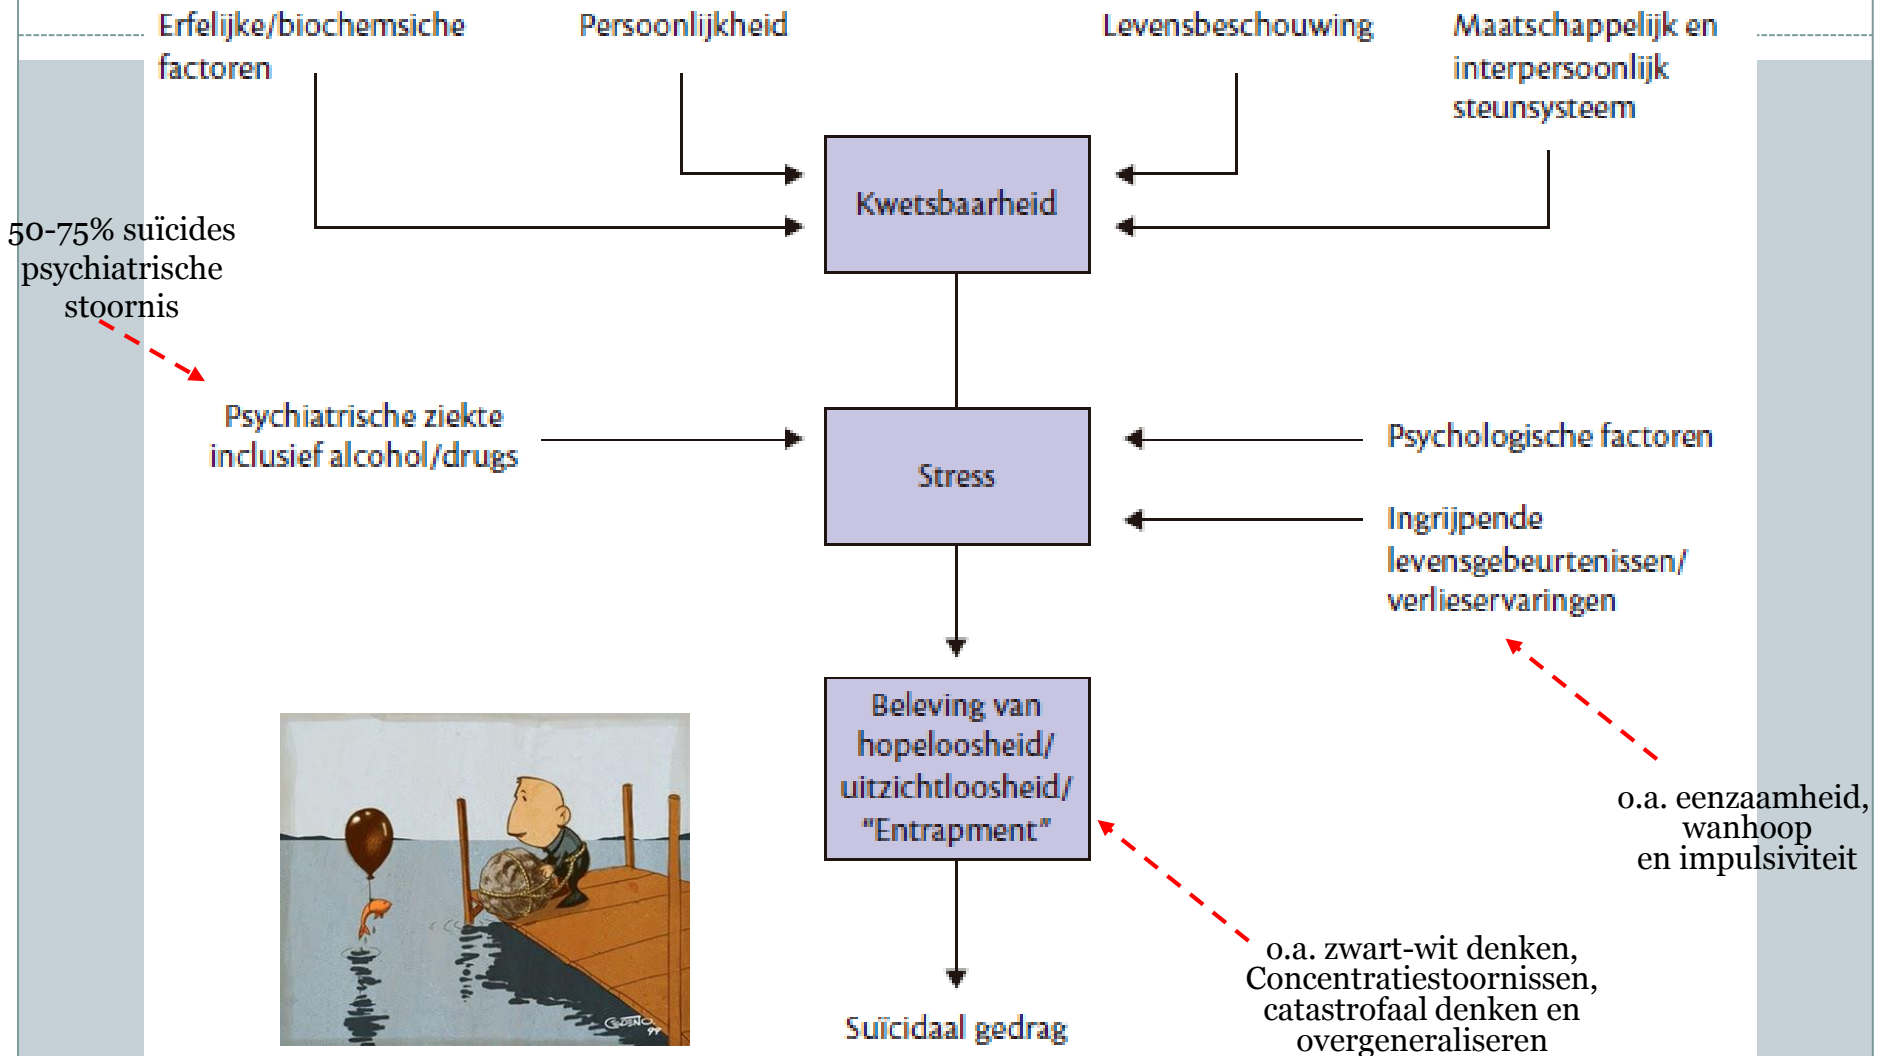 Erfelijke/biochemsiche
factoren
Persoonlijkheid
Levensbeschouwing
Maatschappelijk en
interpersoonlijk
steunsysteem
Kwetsbaarheid
50-75% suïcides
psychiatrische
stoornis
Psychiatrische ziekte
inclusief alcohol/drugs
Stress
Psychologische factoren
Ingrijpende
levensgebeurtenissen/
verlieservaringen
Beleving van
hopeloosheid/
uitzichtloosheid/
"Entrapment"
o.a. eenzaamheid,
wanhoop
en impulsiviteit
o.a. zwart-wit denken,
Concentratiestoornissen,
catastrofaal denken en
overgeneraliseren
Suïcidaal gedrag